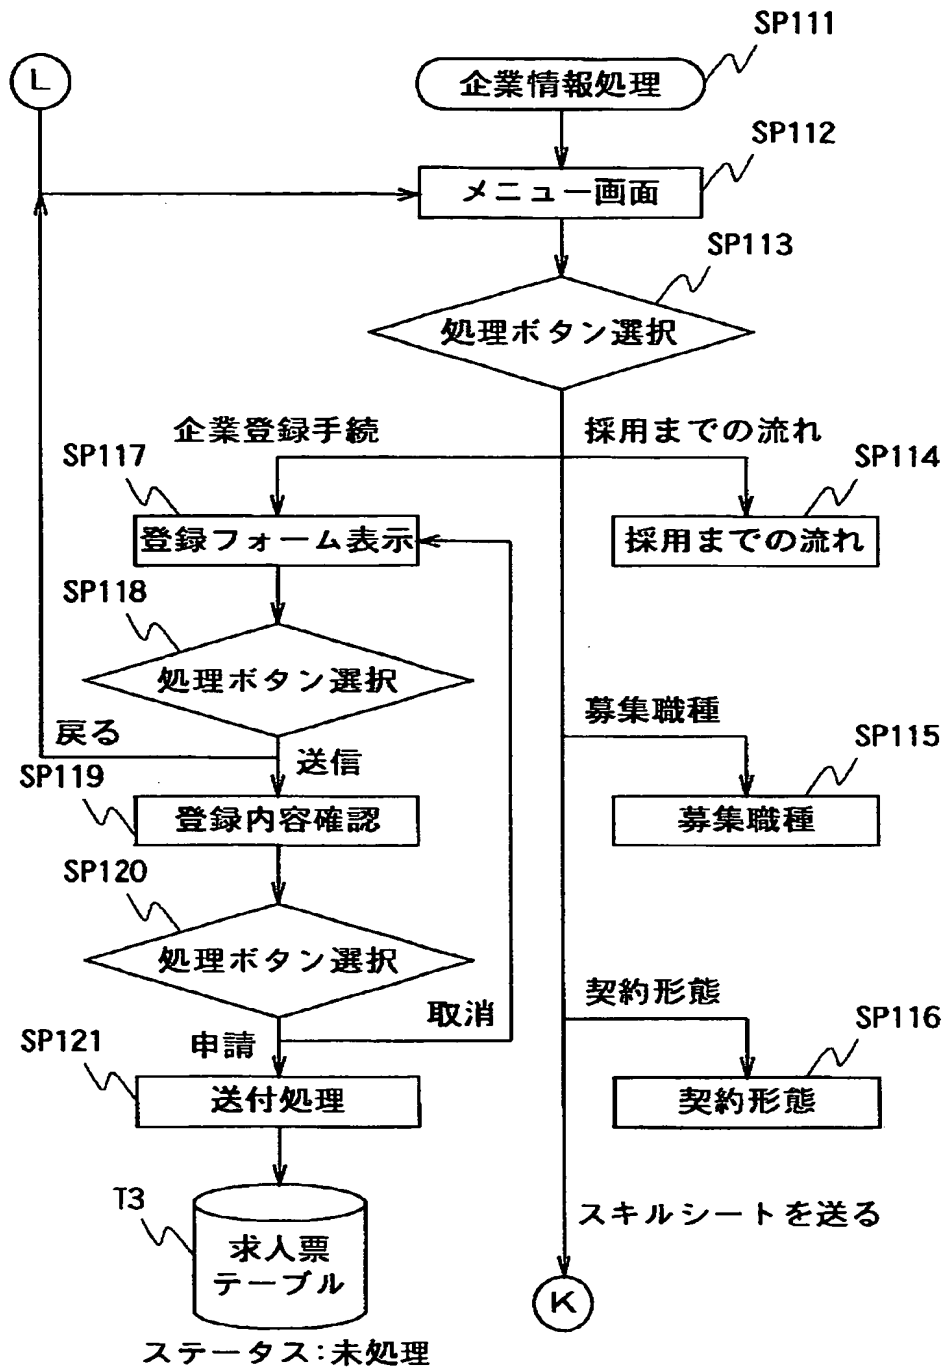 SP111
L
企業情報処理
SP112
メニュー画面
SP113
処理ボタン選択
企業登録手続
採用までの流れ
SP117
SP114
登録フォーム表示
採用までの流れ
SP118
処理ボタン選択
募集職種
戻る
送信
SP115
SP119
登録内容確認
募集職種
SP120
処理ボタン選択
契約形態
取消
SP116
申請
SP121
送付処理
契約形態
T3
スキルシートを送る
求人票
テーブル
K
ステータス:未処理